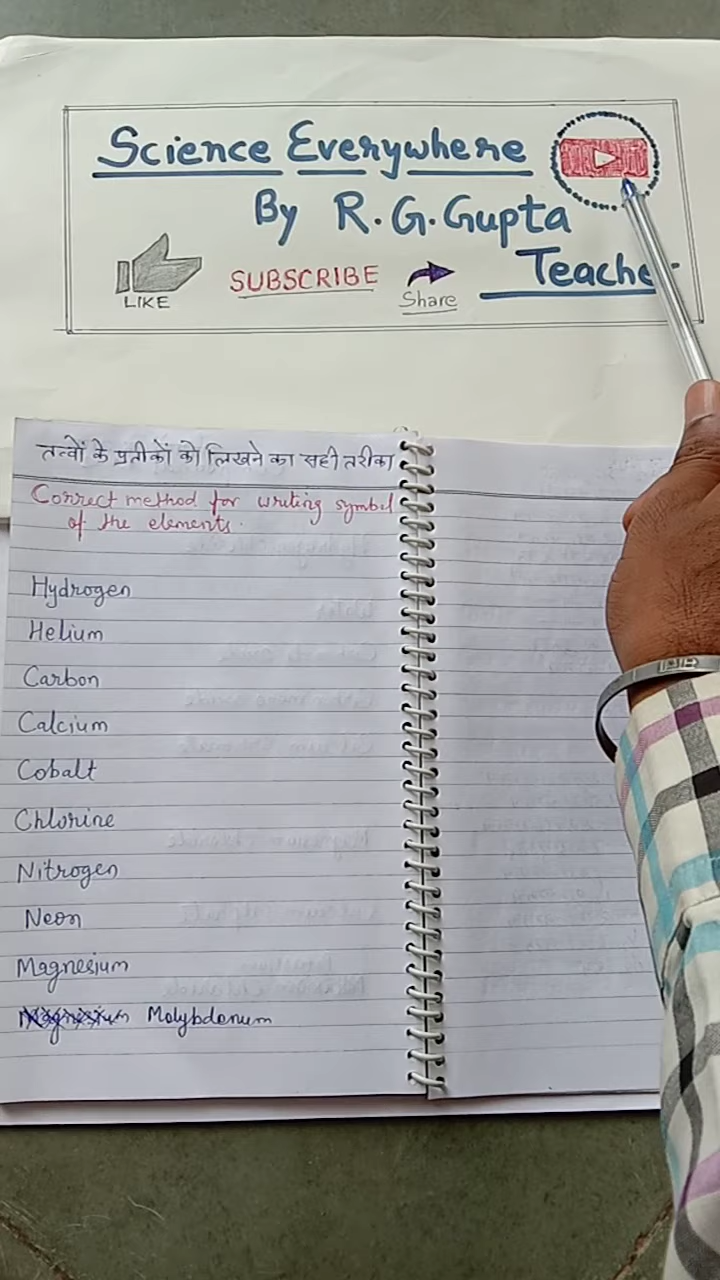 Science Everywhere
By R.G.Gupta
Teacher
LIKE
SUBSCRIBE
Share
तत्वों के प्रतीकों को लिखने का सही तरीका
Correct method for writing symbol
of the elements.
Hydrogen
Helium
Carbon
Calcium
Cobalt
Chlorine
Nitrogen
Neon
Magnesium
Molybdenum